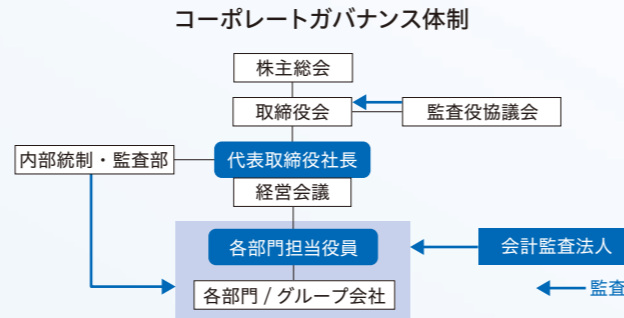 コーポレートガバナンス体制
株主総会
取締役会
監査役協議会
内部統制・監査部
代表取締役社長
経営会議
各部門担当役員
会計監査法人
各部門 / グループ会社
監査